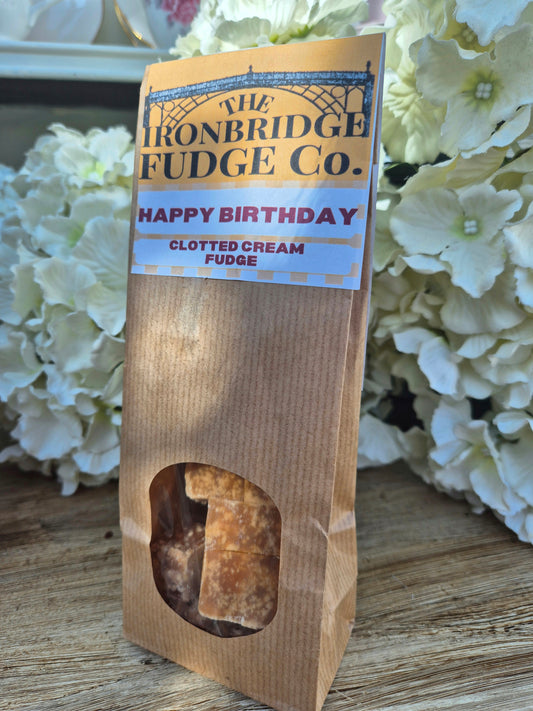 THE
IRONBRIDGE
FUDGE Co.
HAPPY BIRTHDAY
CLOTTED CREAM
FUDGE